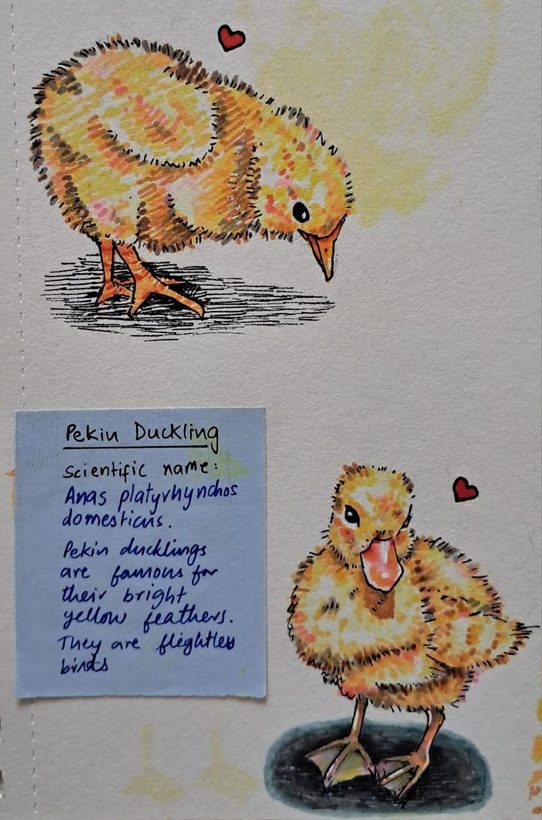 Pekin Duckling
Scientific name:
Anas platyrhynchos
domesticus.
Pekin ducklings
are famous for
their bright
yellow feathers.
They are flightless
birds